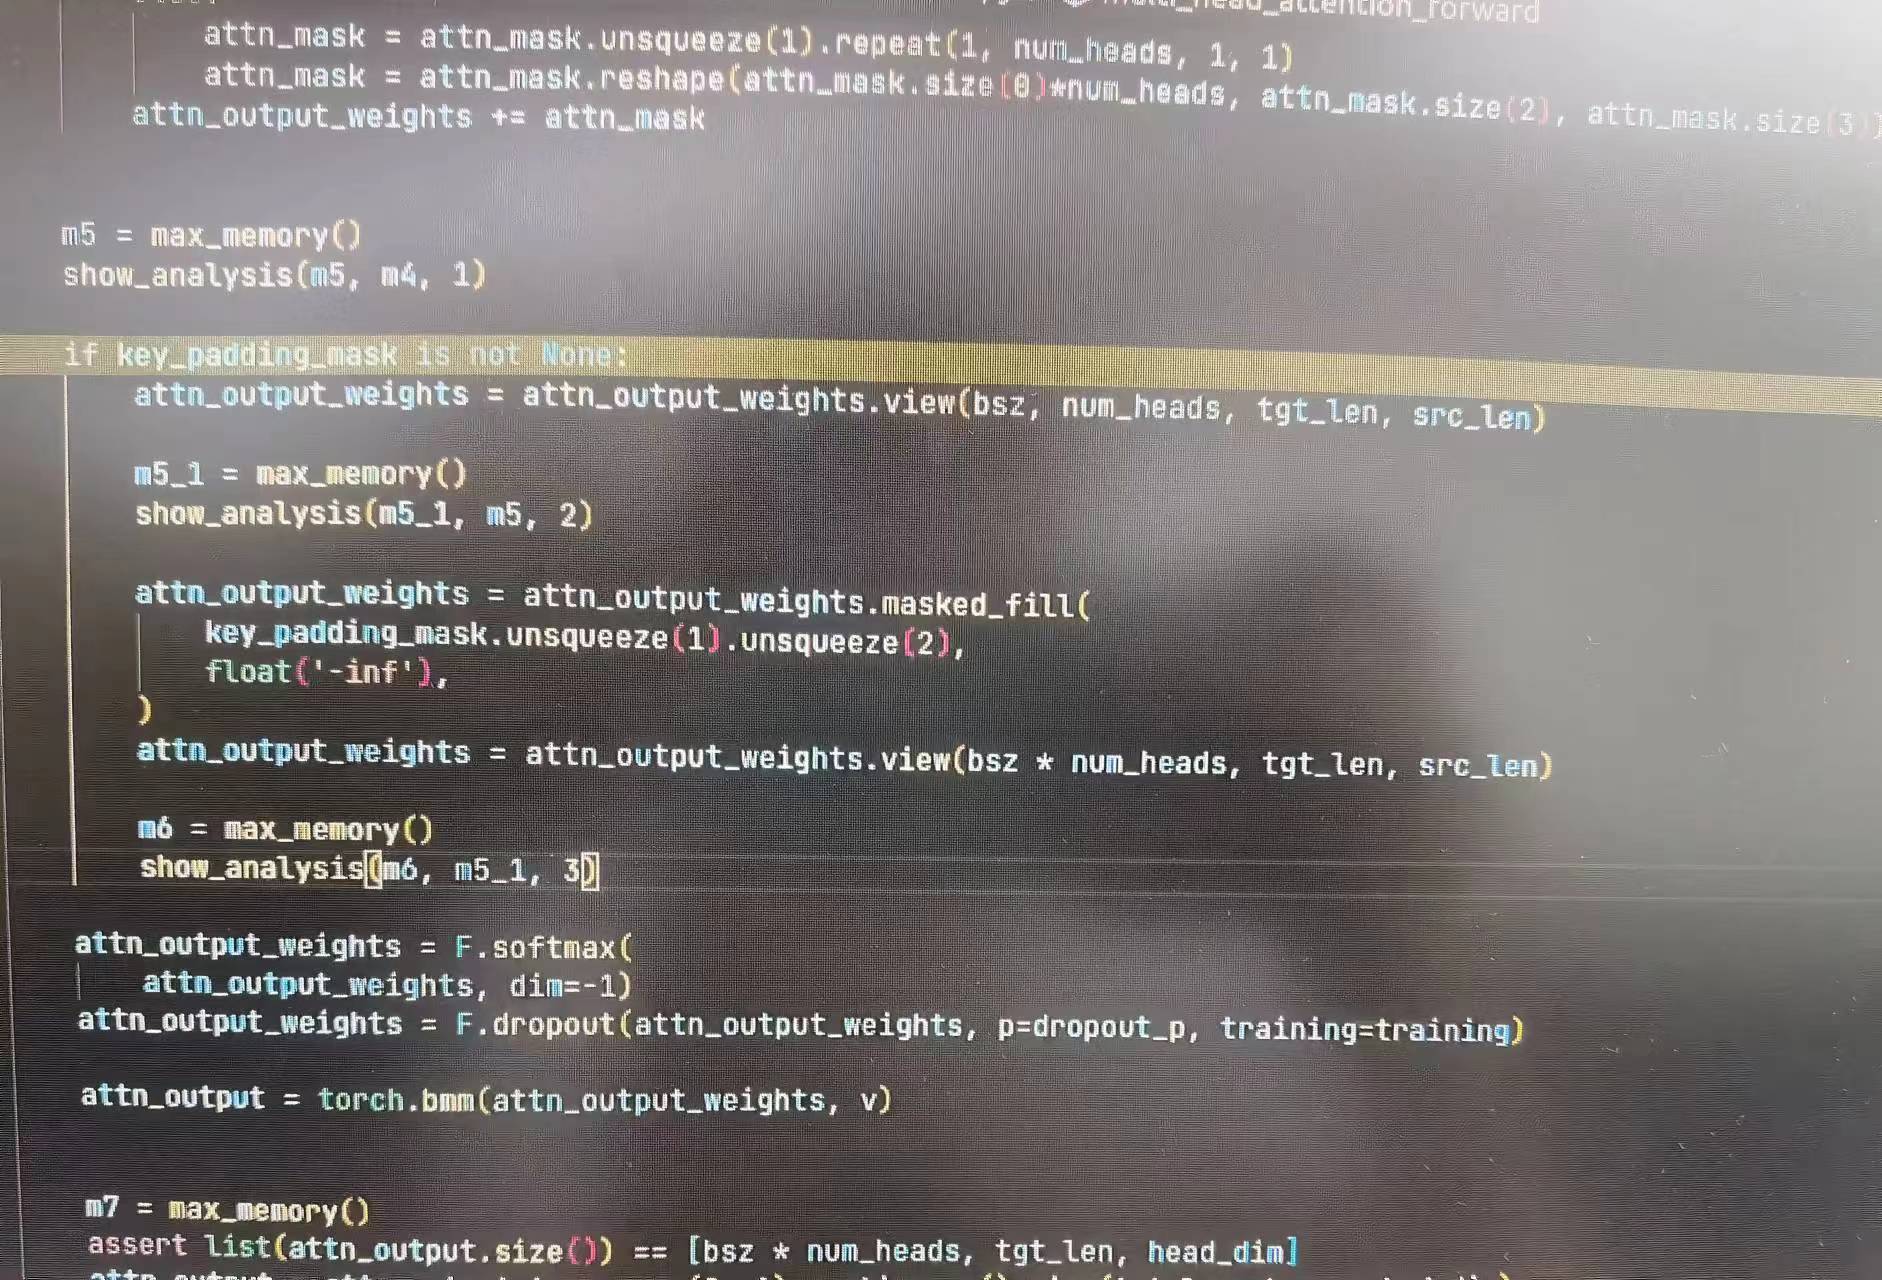 multi_head_attention_forward
attn_mask = attn_mask.unsqueeze(1).repeat(1, num_heads, 1, 1)
attn_mask = attn_mask.reshape(attn_mask.size(0)*num_heads, attn_mask.size(2), attn_mask.size(3))
attn_output_weights += attn_mask
m5 = max_memory()
show_analysis(m5, m4, 1)
if key_padding_mask is not None:
attn_output_weights = attn_output_weights.view(bsz, num_heads, tgt_len, src_len)
m5_1 = max_memory()
show_analysis(m5_1, m5, 2)
attn_output_weights = attn_output_weights.masked_fill(
key_padding_mask.unsqueeze(1).unsqueeze(2),
float('-inf'),
)
attn_output_weights = attn_output_weights.view(bsz * num_heads, tgt_len, src_len)
m6 = max_memory()
show_analysis(m6, m5_1, 3)
attn_output_weights = F.softmax(
attn_output_weights, dim=-1)
attn_output_weights = F.dropout(attn_output_weights, p=dropout_p, training=training)
attn_output = torch.bmm(attn_output_weights, v)
m7 = max_memory()
assert list(attn_output.size()) == [bsz * num_heads, tgt_len, head_dim]